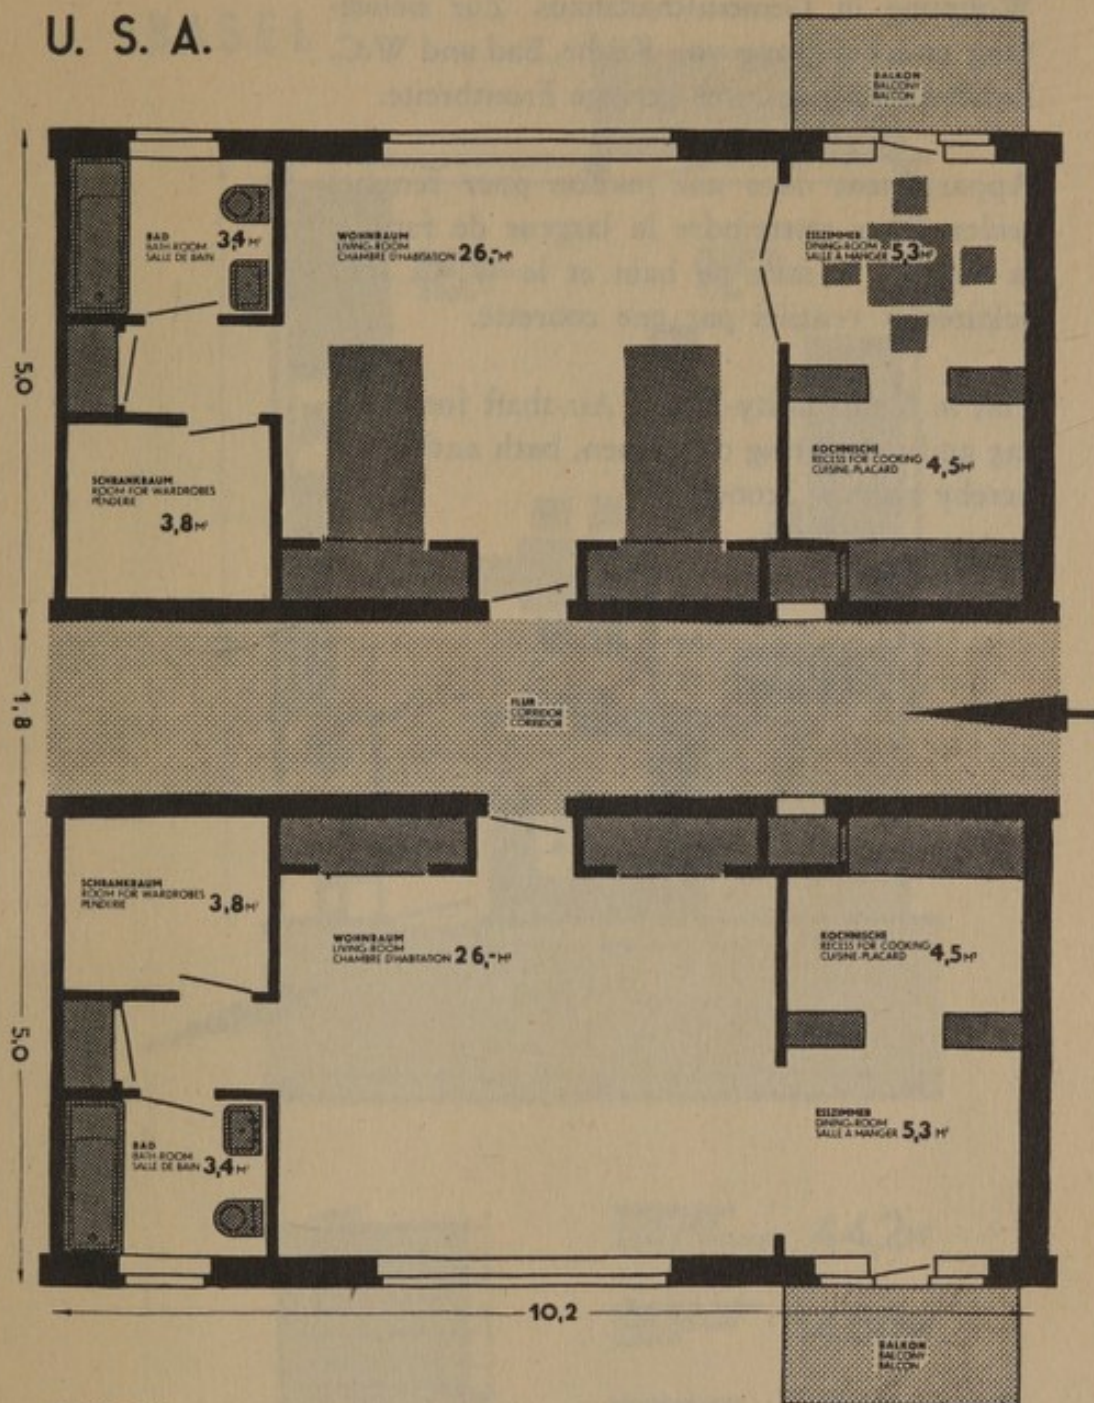 U. S. A.
BALKON
BALCONY
BALCON
BAD
BATH-ROOM
SALLE DE BAIN 3,4 M²
WOHNRAUM
LIVING-ROOM
CHAMBRE D'HABITATION 26,- M²
ESSZIMMER
DINING-ROOM
SALLE A MANGER 5,3 M²
5,0
SCHRANKRAUM
ROOM FOR WARDROBES
PENDERIE
3,8 M²
KOCHNISCHE
RECESS FOR COOKING
CUISINE-PLACARD 4,5 M²
1,8
FLUR
CORRIDOR
CORRIDOR
SCHRANKRAUM
ROOM FOR WARDROBES
PENDERIE 3,8 M²
WOHNRAUM
LIVING-ROOM
CHAMBRE D'HABITATION 26,- M²
KOCHNISCHE
RECESS FOR COOKING
CUISINE-PLACARD 4,5 M²
5,0
BAD
BATH-ROOM
SALLE DE BAIN 3,4 M²
ESSZIMMER
DINING-ROOM
SALLE A MANGER 5,3 M²
10,2
BALKON
BALCONY
BALCON